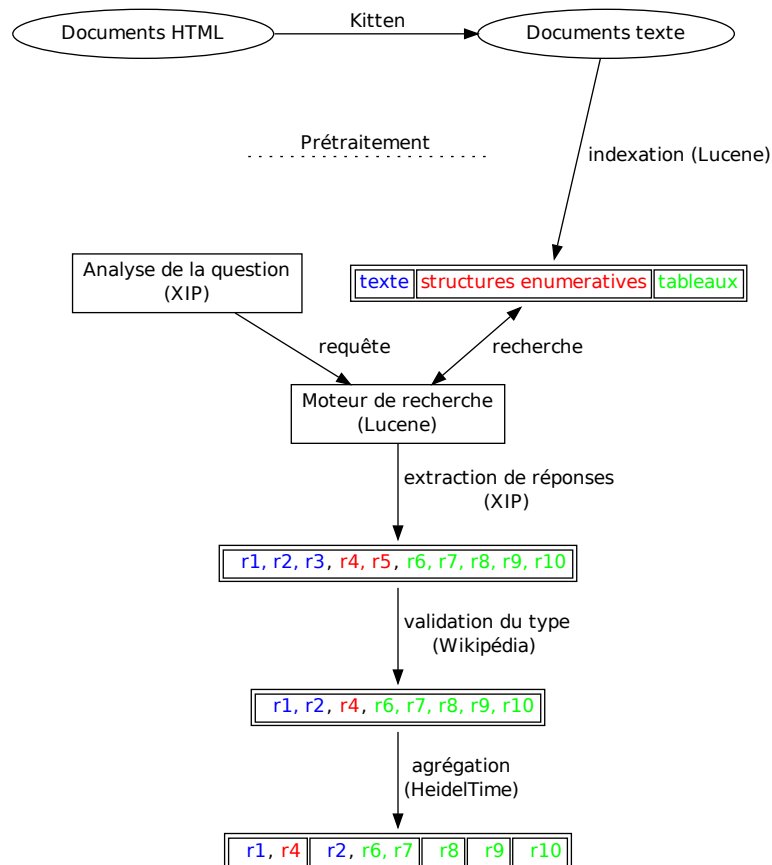 Documents HTML
Kitten
Documents texte
Prétraitement
indexation (Lucene)
Analyse de la question
(XIP)
texte structures enumeratives tableaux
requête
recherche
Moteur de recherche
(Lucene)
extraction de réponses
(XIP)
r1, r2, r3, r4, r5, r6, r7, r8, r9, r10
validation du type
(Wikipédia)
r1, r2, r4, r6, r7, r8, r9, r10
agrégation
(HeidelTime)
r1, r4 r2, r6, r7 r8 r9 r10